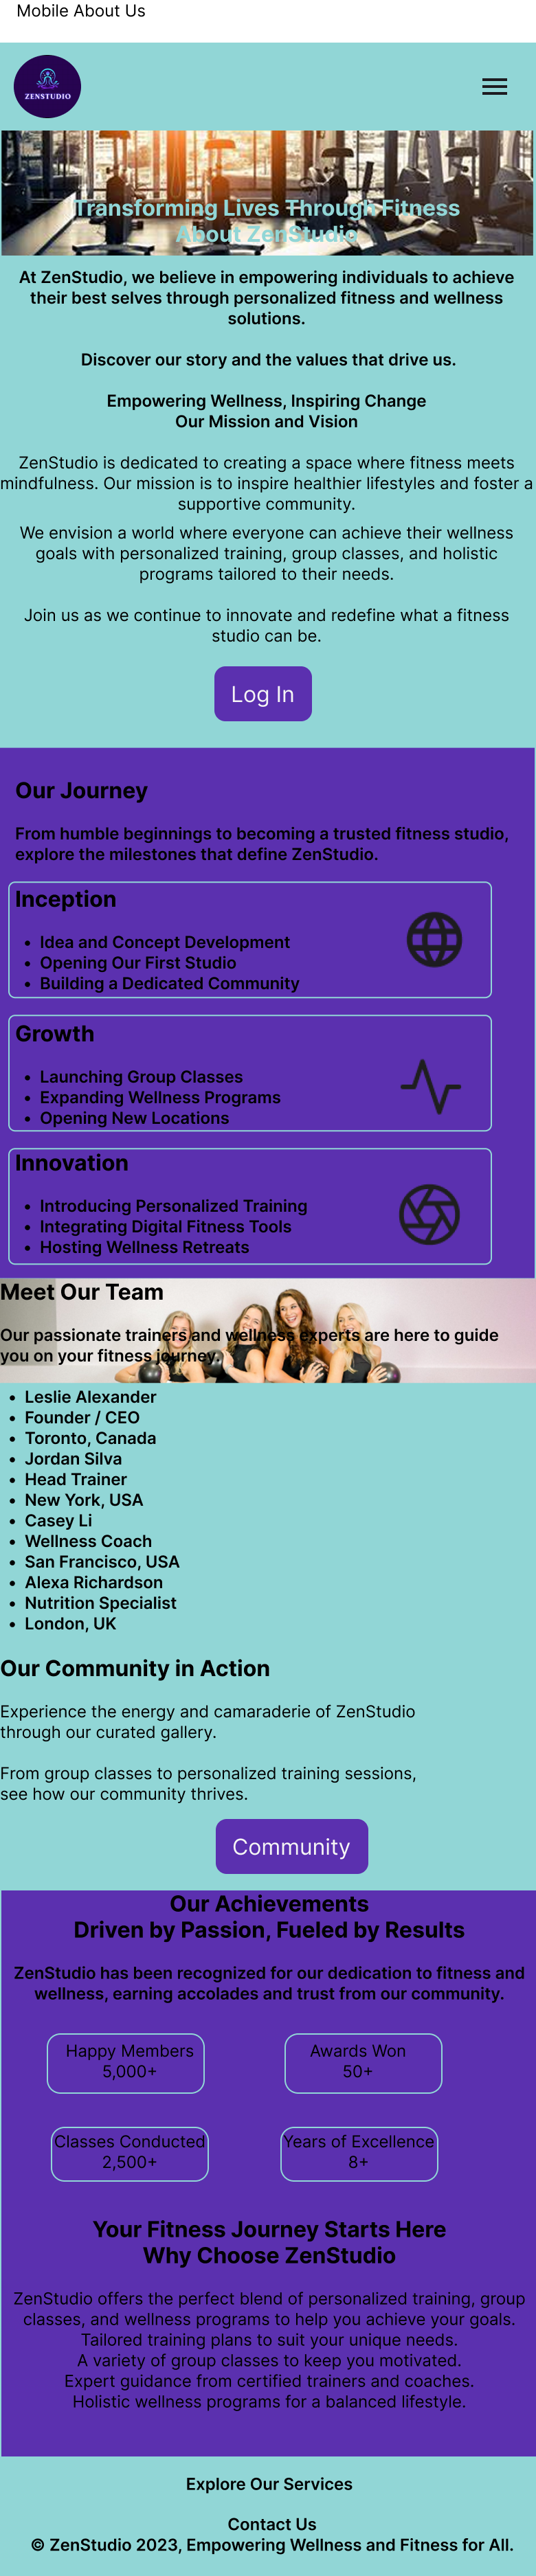 Mobile About Us
ZENSTUDIO
Transforming Lives Through Fitness
About ZenStudio
At ZenStudio, we believe in empowering individuals to achieve
their best selves through personalized fitness and wellness
solutions.
Discover our story and the values that drive us.
Empowering Wellness, Inspiring Change
Our Mission and Vision
ZenStudio is dedicated to creating a space where fitness meets
mindfulness. Our mission is to inspire healthier lifestyles and foster a
supportive community.
We envision a world where everyone can achieve their wellness
goals with personalized training, group classes, and holistic
programs tailored to their needs.
Join us as we continue to innovate and redefine what a fitness
studio can be.
Log In
Our Journey
From humble beginnings to becoming a trusted fitness studio,
explore the milestones that define ZenStudio.
Inception
• Idea and Concept Development
• Opening Our First Studio
• Building a Dedicated Community
Growth
• Launching Group Classes
• Expanding Wellness Programs
• Opening New Locations
Innovation
• Introducing Personalized Training
• Integrating Digital Fitness Tools
• Hosting Wellness Retreats
Meet Our Team
Our passionate trainers and wellness experts are here to guide
you on your fitness journey.
• Leslie Alexander
• Founder / CEO
• Toronto, Canada
• Jordan Silva
• Head Trainer
• New York, USA
• Casey Li
• Wellness Coach
• San Francisco, USA
• Alexa Richardson
• Nutrition Specialist
• London, UK
Our Community in Action
Experience the energy and camaraderie of ZenStudio
through our curated gallery.
From group classes to personalized training sessions,
see how our community thrives.
Community
Our Achievements
Driven by Passion, Fueled by Results
ZenStudio has been recognized for our dedication to fitness and
wellness, earning accolades and trust from our community.
Happy Members
5,000+
Awards Won
50+
Classes Conducted
2,500+
Years of Excellence
8+
Your Fitness Journey Starts Here
Why Choose ZenStudio
ZenStudio offers the perfect blend of personalized training, group
classes, and wellness programs to help you achieve your goals.
Tailored training plans to suit your unique needs.
A variety of group classes to keep you motivated.
Expert guidance from certified trainers and coaches.
Holistic wellness programs for a balanced lifestyle.
Explore Our Services
Contact Us
© ZenStudio 2023, Empowering Wellness and Fitness for All.